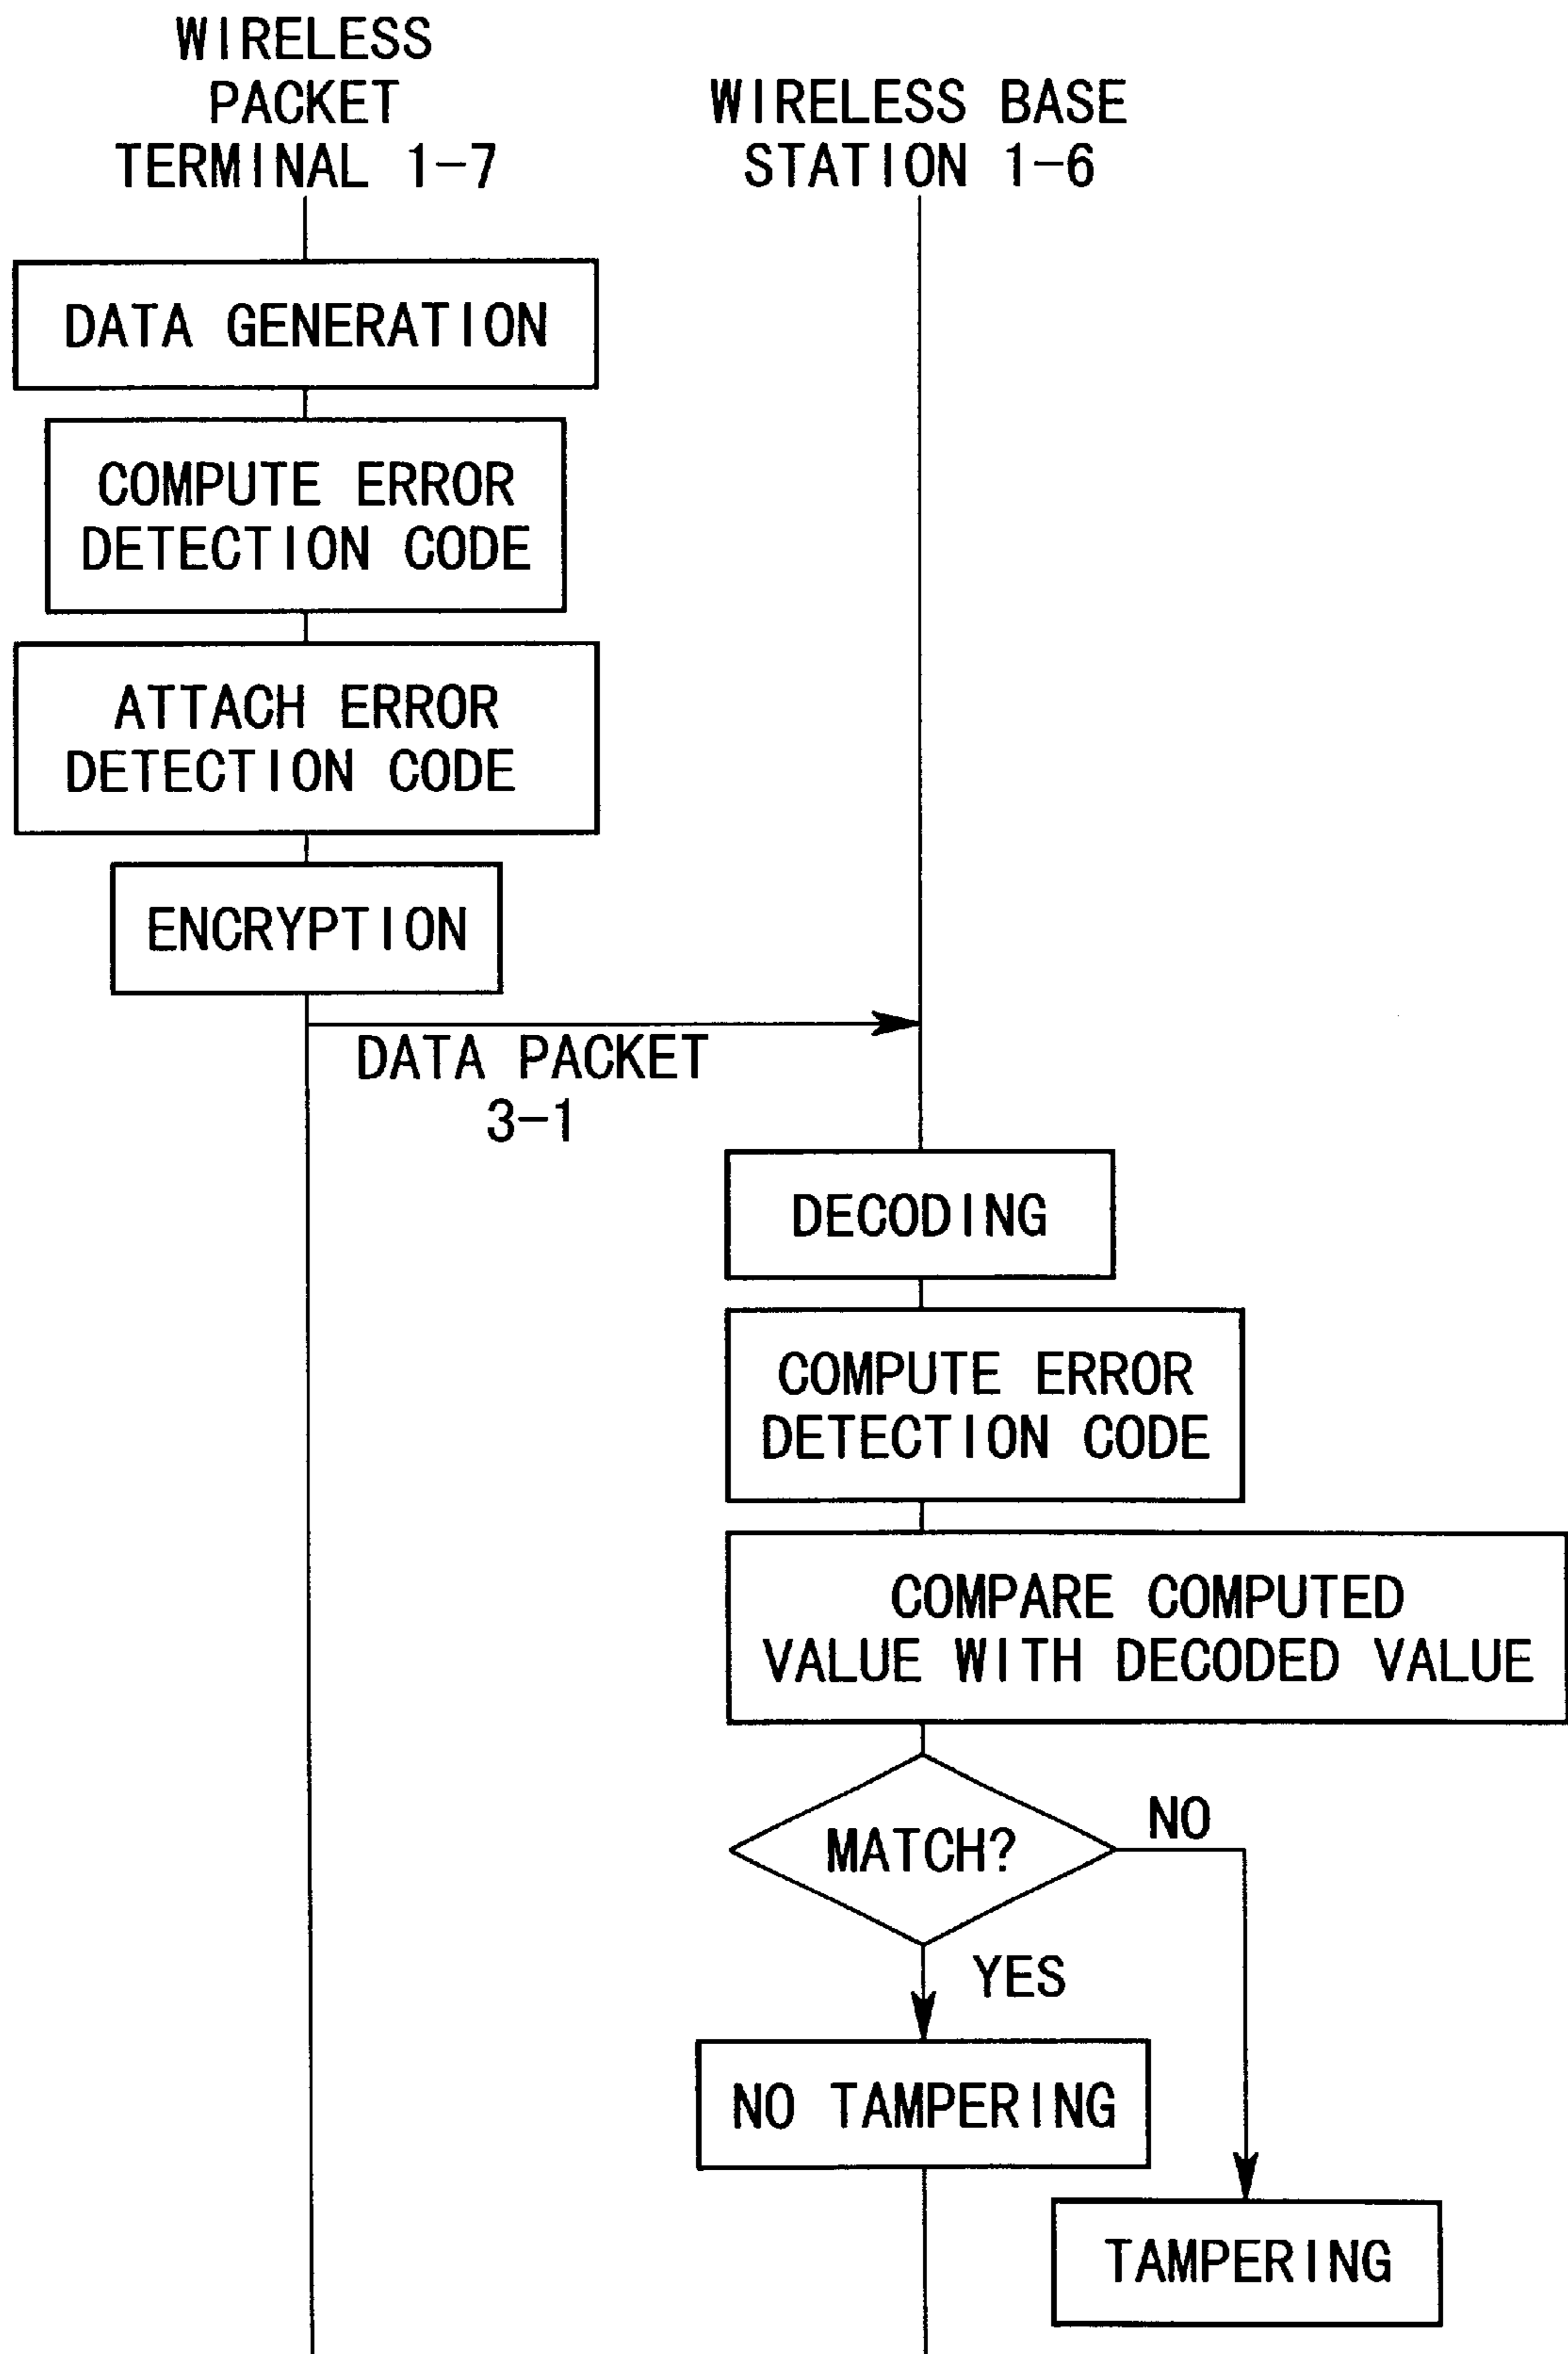 WIRELESS
PACKET
TERMINAL 1-7
WIRELESS BASE
STATION 1-6
DATA GENERATION
COMPUTE ERROR
DETECTION CODE
ATTACH ERROR
DETECTION CODE
ENCRYPTION
DATA PACKET
3-1
DECODING
COMPUTE ERROR
DETECTION CODE
COMPARE COMPUTED
VALUE WITH DECODED VALUE
MATCH?
NO
YES
NO TAMPERING
TAMPERING